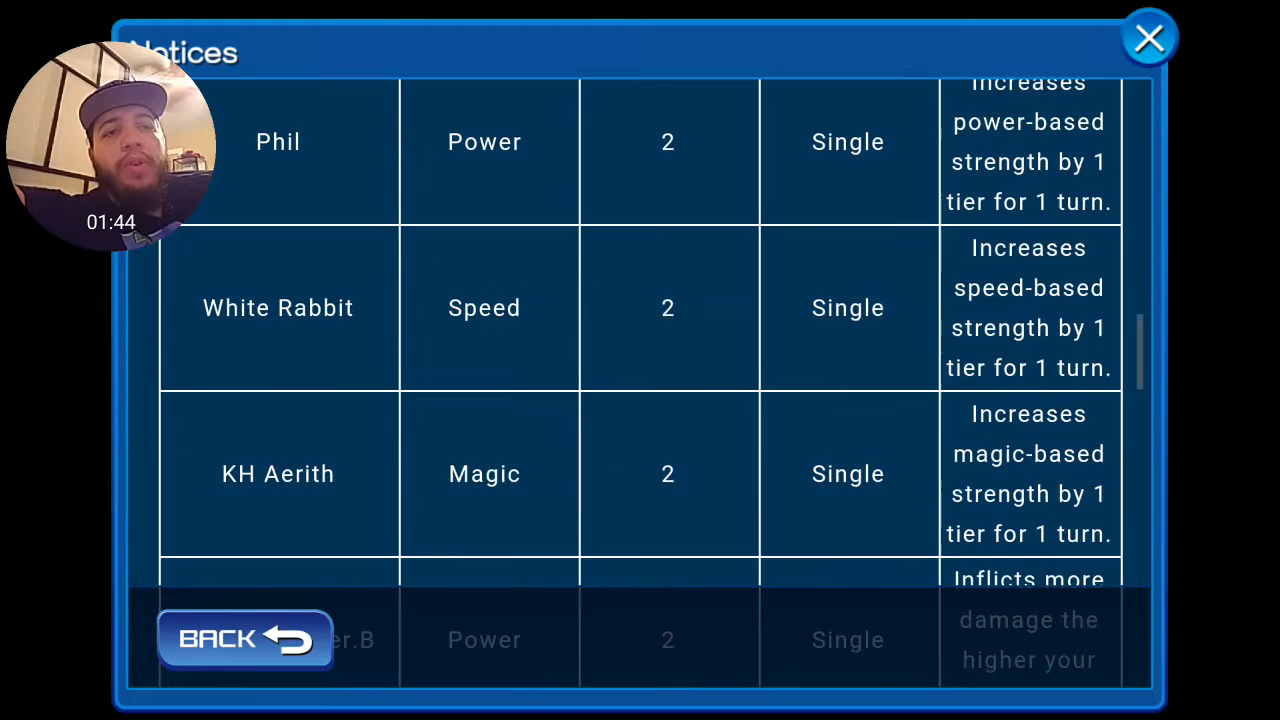 Notices
Increases
power-based
Phil Power 2 Single
strength by 1
tier for 1 turn.
01:44
Increases
speed-based
White Rabbit Speed 2 Single
strength by 1
tier for 1 turn.
Increases
magic-based
KH Aerith Magic 2 Single
strength by 1
tier for 1 turn.
Inflicts more
damage the
er.B Power 2 Single
higher your
BACK